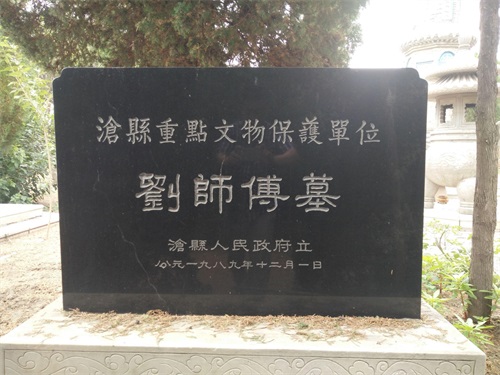 滄縣重點文物保護單位
劉師傅墓
滄縣人民政府立
公元一九八九年十二月一日